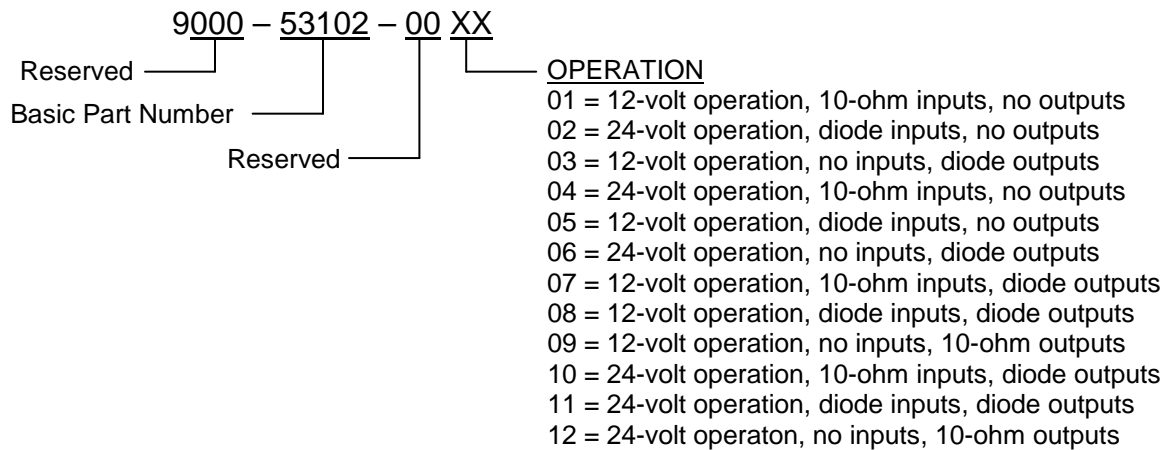 9000 – 53102 – 00 XX
Reserved
Basic Part Number
Reserved
OPERATION
01 = 12-volt operation, 10-ohm inputs, no outputs
02 = 24-volt operation, diode inputs, no outputs
03 = 12-volt operation, no inputs, diode outputs
04 = 24-volt operation, 10-ohm inputs, no outputs
05 = 12-volt operation, diode inputs, no outputs
06 = 24-volt operation, no inputs, diode outputs
07 = 12-volt operation, 10-ohm inputs, diode outputs
08 = 12-volt operation, diode inputs, diode outputs
09 = 12-volt operation, no inputs, 10-ohm outputs
10 = 24-volt operation, 10-ohm inputs, diode outputs
11 = 24-volt operation, diode inputs, diode outputs
12 = 24-volt operaton, no inputs, 10-ohm outputs